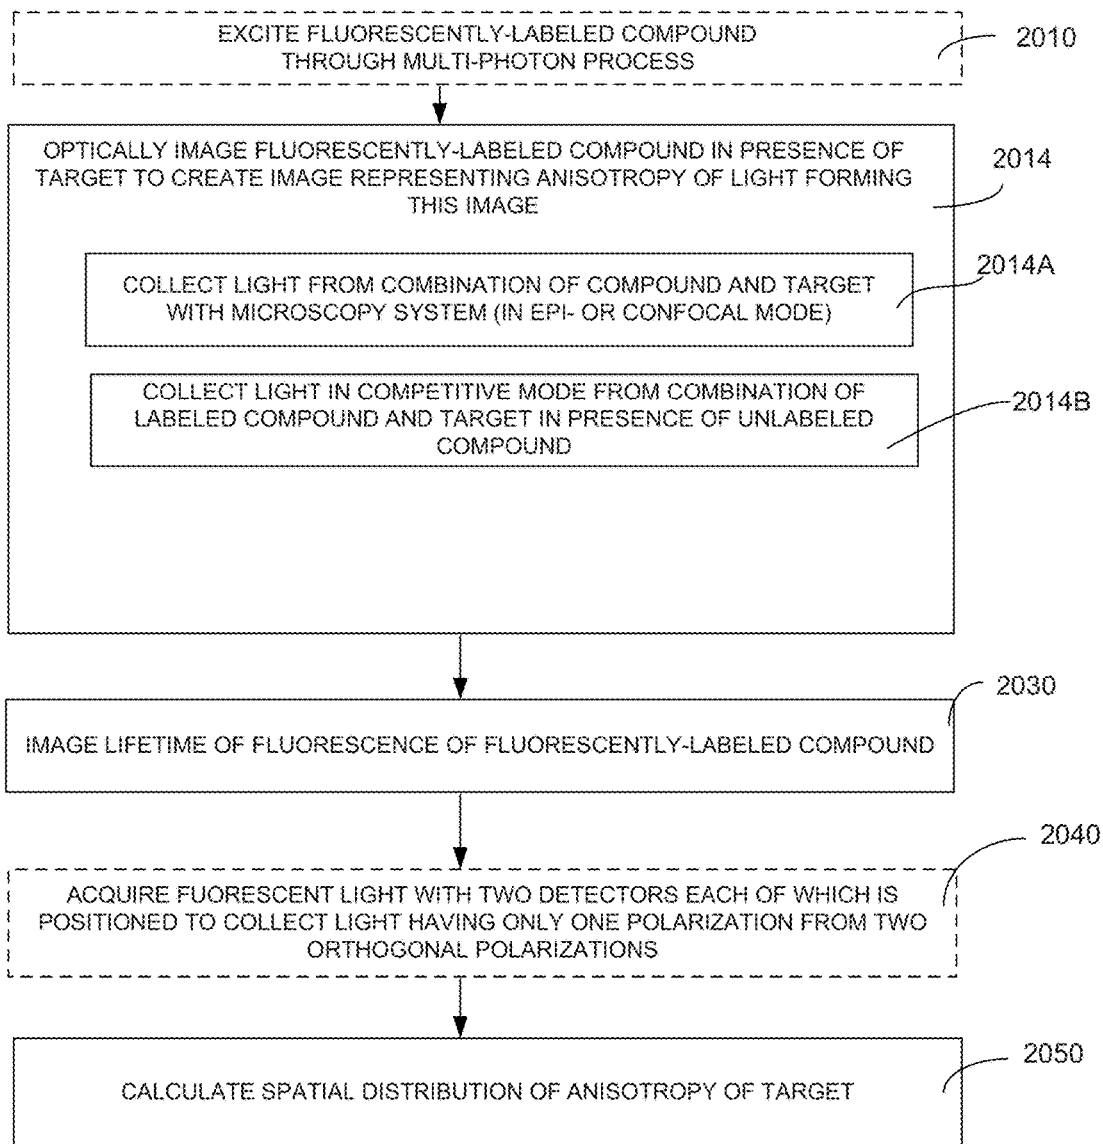 EXCITE FLUORESCENTLY-LABELED COMPOUND
THROUGH MULTI-PHOTON PROCESS
2010
OPTICALLY IMAGE FLUORESCENTLY-LABELED COMPOUND IN PRESENCE OF
TARGET TO CREATE IMAGE REPRESENTING ANISOTROPY OF LIGHT FORMING
THIS IMAGE
2014
COLLECT LIGHT FROM COMBINATION OF COMPOUND AND TARGET
WITH MICROSCOPY SYSTEM (IN EPI- OR CONFOCAL MODE)
2014A
COLLECT LIGHT IN COMPETITIVE MODE FROM COMBINATION OF
LABELED COMPOUND AND TARGET IN PRESENCE OF UNLABELED
COMPOUND
2014B
IMAGE LIFETIME OF FLUORESCENCE OF FLUORESCENTLY-LABELED COMPOUND
2030
ACQUIRE FUORESCENT LIGHT WITH TWO DETECTORS EACH OF WHICH IS
POSITIONED TO COLLECT LIGHT HAVING ONLY ONE POLARIZATION FROM TWO
ORTHOGONAL POLARIZATIONS
2040
CALCULATE SPATIAL DISTRIBUTION OF ANISOTROPY OF TARGET
2050